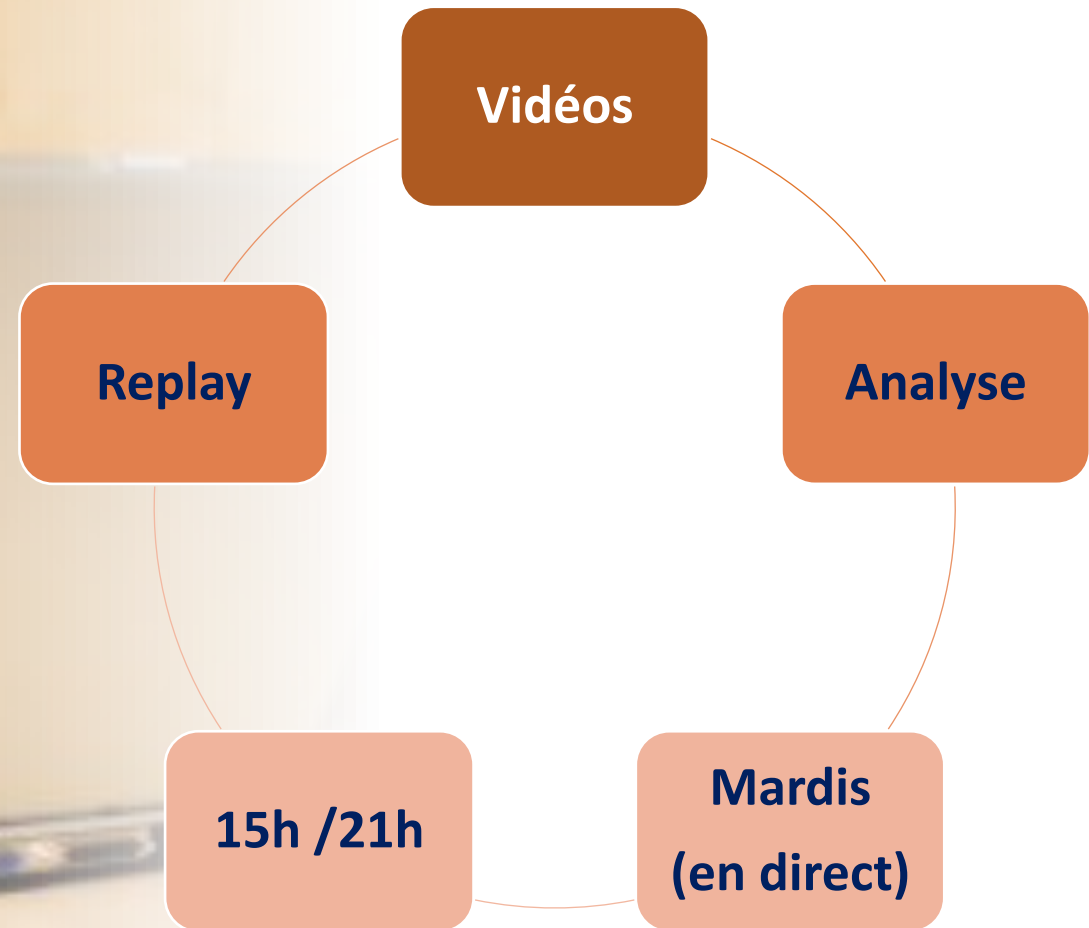 Vidéos
Replay
Analyse
15h /21h
Mardis
(en direct)